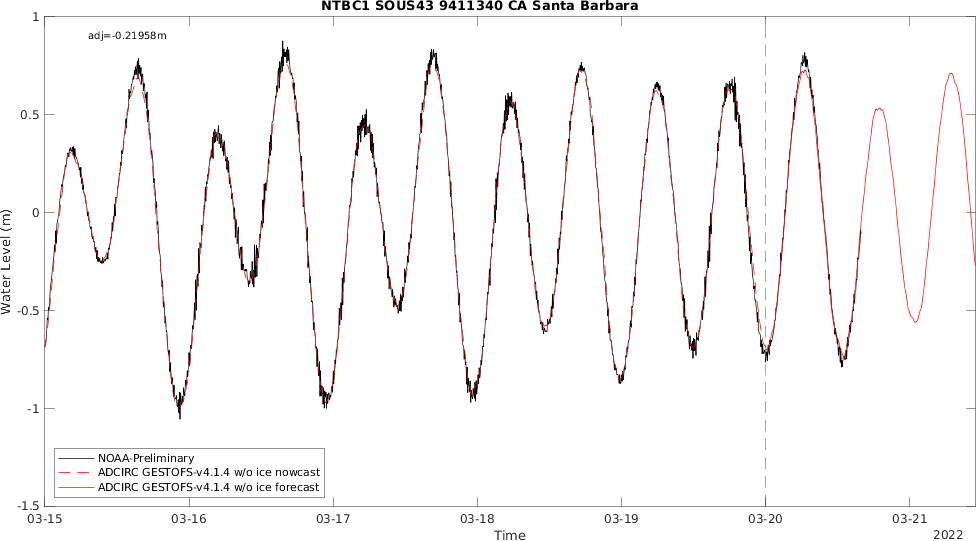 NTBC1 SOUS43 9411340 CA Santa Barbara
adj=-0.21958m
1
0.5
0
-0.5
-1
-1.5
Water Level (m)
NOAA-Preliminary
ADCIRC GESTOFS-v4.1.4 w/o ice nowcast
ADCIRC GESTOFS-v4.1.4 w/o ice forecast
03-15 03-16 03-17 03-18 03-19 03-20 03-21
Time
2022